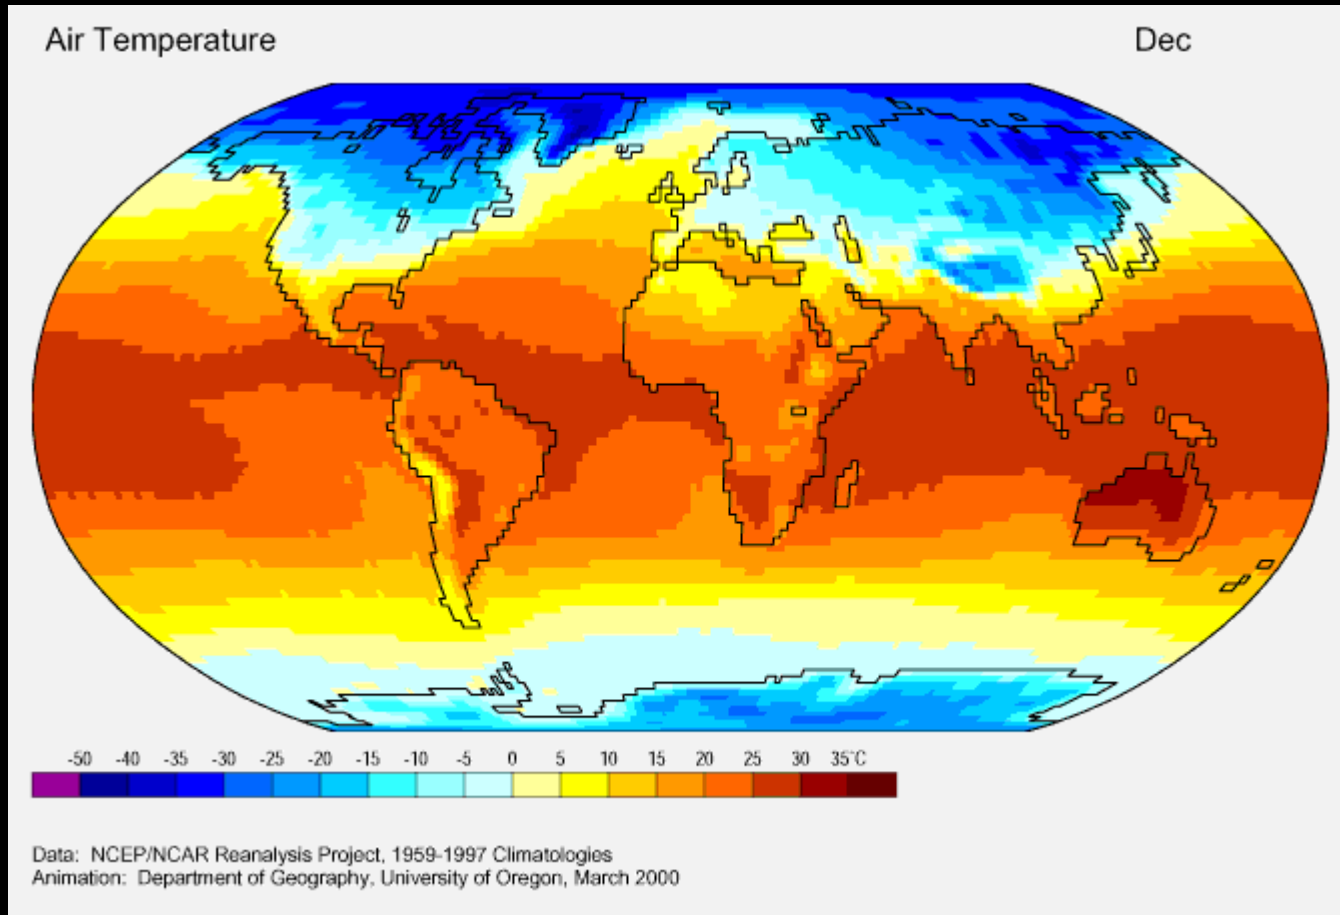 Air Temperature Dec
-50 -40 -35 -30 -25 -20 -15 -10 -5 0 5 10 15 20 25 30 35°C
Data: NCEP/NCAR Reanalysis Project, 1959-1997 Climatologies
Animation: Department of Geography, University of Oregon, March 2000